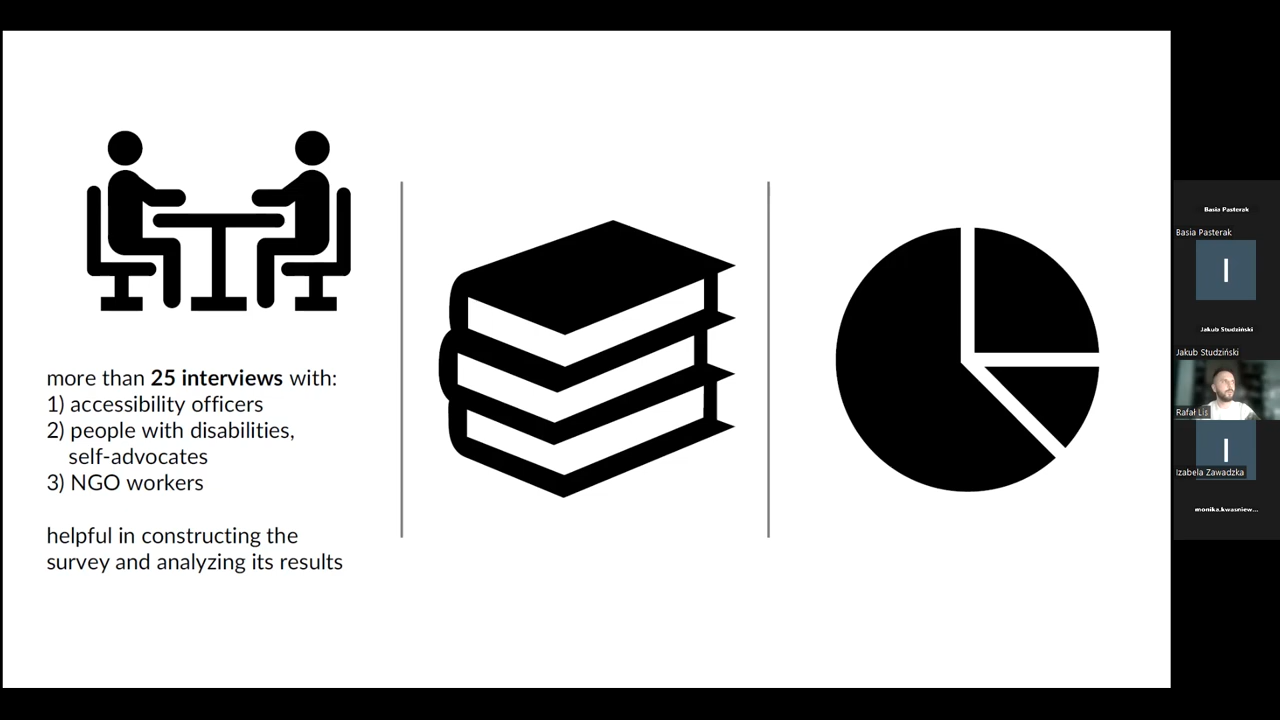 more than 25 interviews with:
1) accessibility officers
2) people with disabilities,
self-advocates
3) NGO workers
helpful in constructing the
survey and analyzing its results
Basia Pasterak
Basia Pasterak
I
Jakub Studziński
Jakub Studziński
Rafał Lis
I
Izabela Zawadzka
monika.kwasniew...